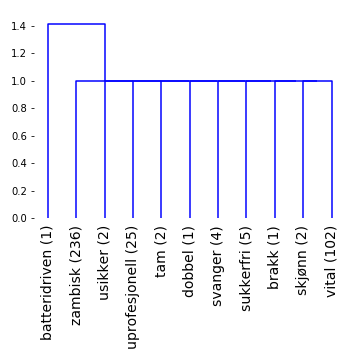 1.4
1.2
1.0
0.8
0.6
0.4
0.2
0.0
batteridriven (1)
zambisk (236)
usikker (2)
uprofesjonell (25)
tam (2)
dobbel (1)
svanger (4)
sukkerfri (5)
brakk (1)
skjønn (2)
vital (102)